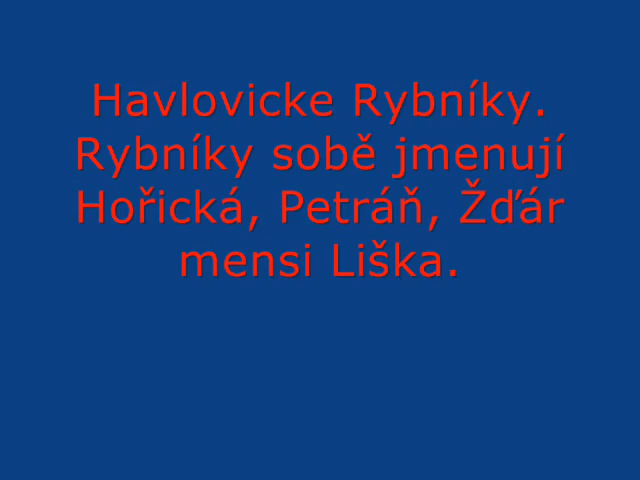 Havlovicke Rybníky.
Rybníky sobě jmenují
Hořická, Petráň, Žďár
mensi Liška.